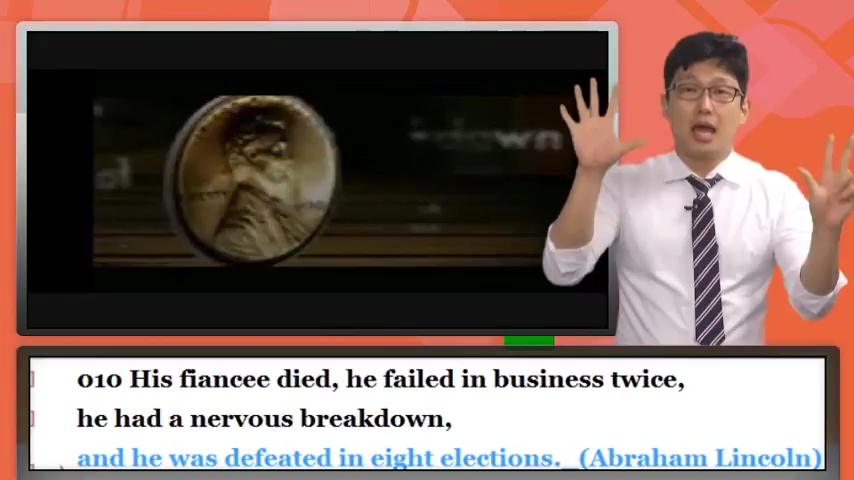 down
010 His fiancee died, he failed in business twice,
he had a nervous breakdown,
and he was defeated in eight elections._(Abraham Lincoln)